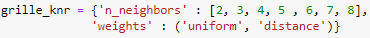 grille_knr = {'n_neighbors' : [2, 3, 4, 5 , 6, 7, 8],
'weights' : ('uniform', 'distance')}